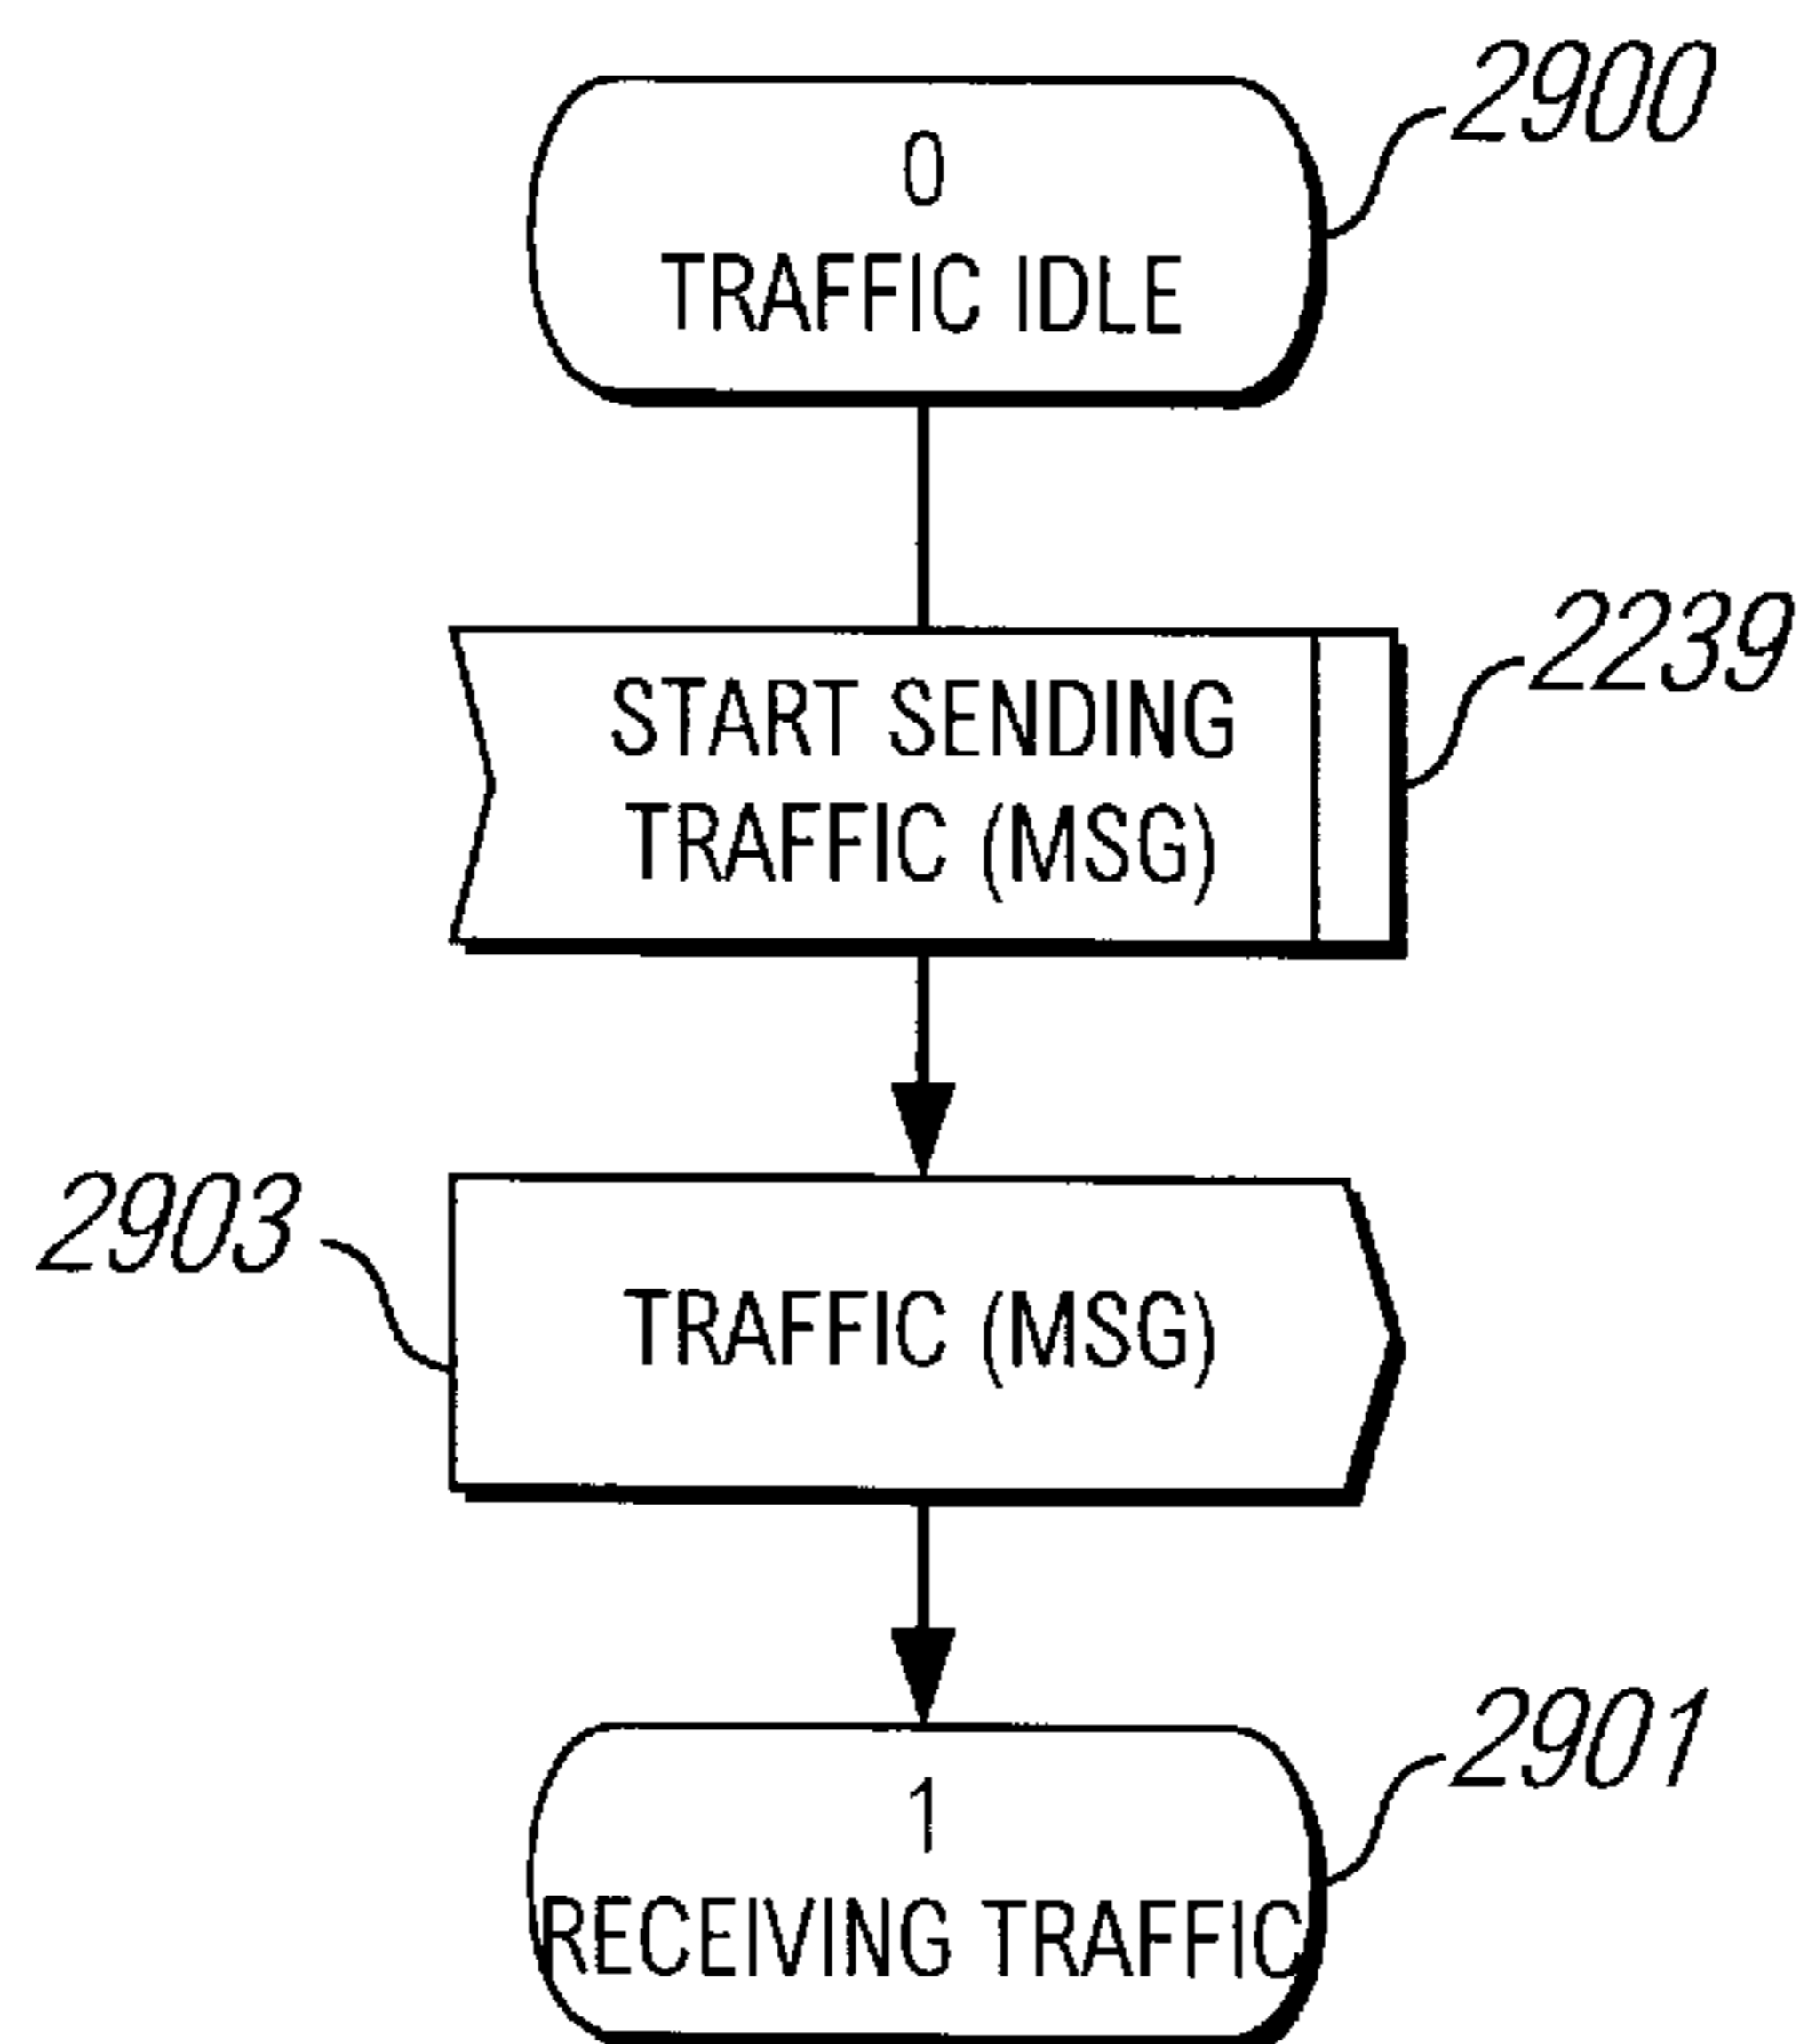 2900
0
TRAFFIC IDLE
2239
START SENDING
TRAFFIC (MSG)
2903
TRAFFIC (MSG)
2901
1
RECEIVING TRAFFIC